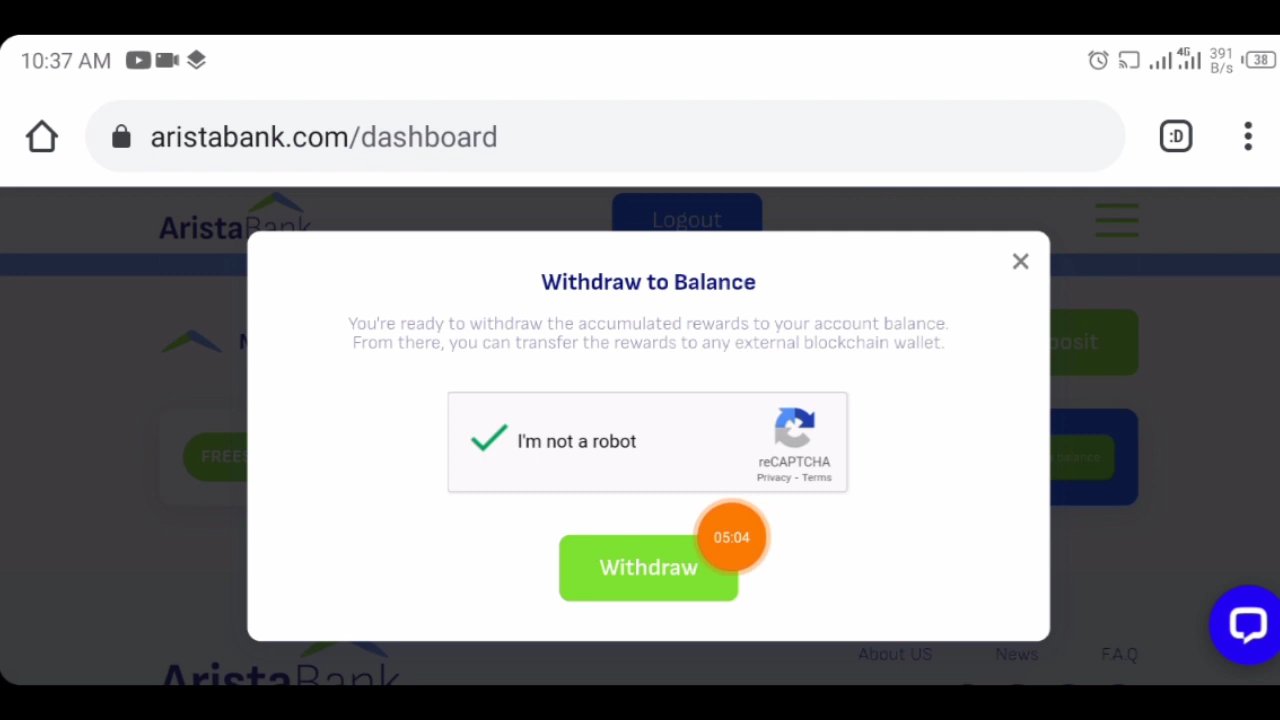 10:37 AM
4G
391
B/s
38
aristabank.com/dashboard
:D
AristaBank
Logout
Withdraw to Balance
You're ready to withdraw the accumulated rewards to your account balance.
From there, you can transfer the rewards to any external blockchain wallet.
I'm not a robot
reCAPTCHA
Privacy - Terms
FREE
05:04
Withdraw
About US
News
F.A.Q
AristaBank